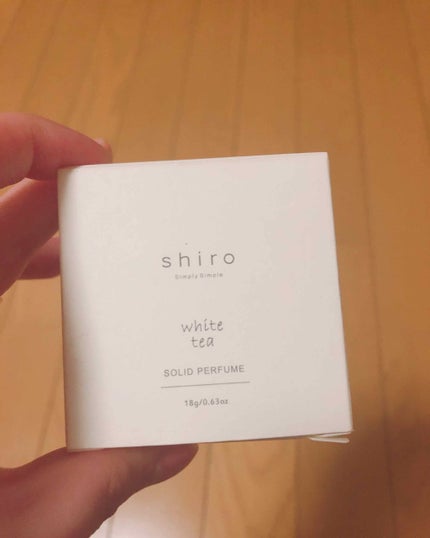 shiro
Simply Simple
white
tea
SOLID PERFUME
18g/0.63oz